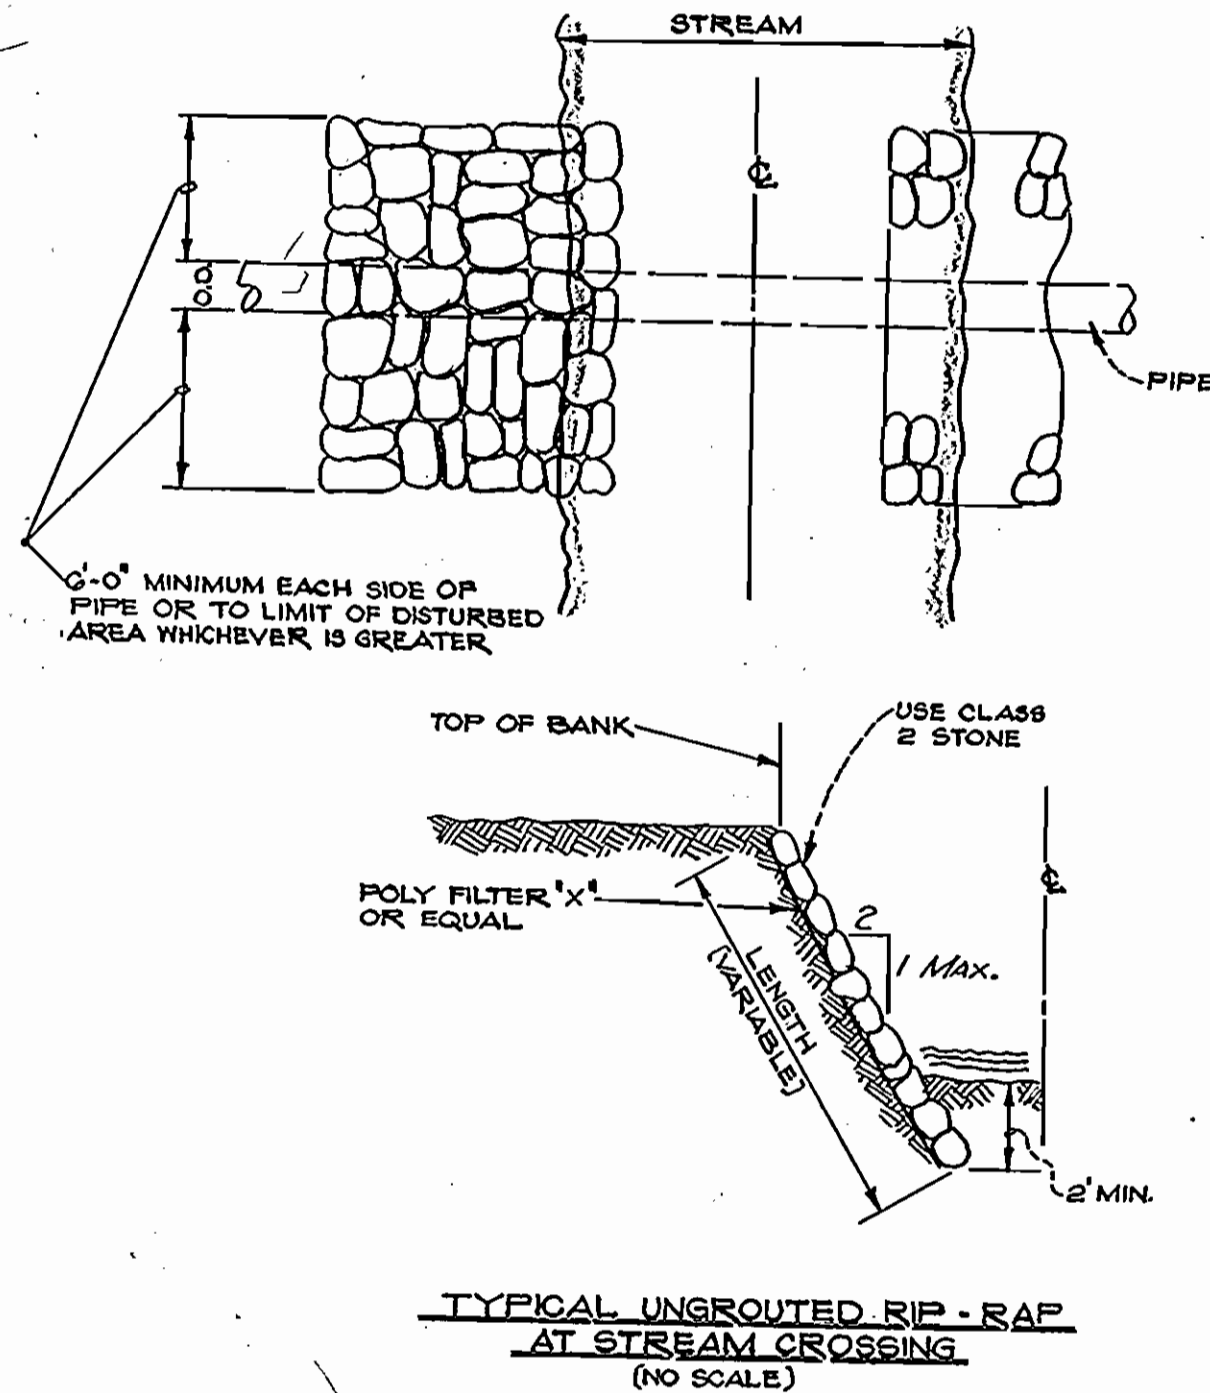 STREAM
℄
O.D.
PIPE
6'-0" MINIMUM EACH SIDE OF
PIPE OR TO LIMIT OF DISTURBED
AREA WHICHEVER IS GREATER
TOP OF BANK
USE CLASS
2 STONE
℄
POLY FILTER "X"
OR EQUAL
2
1 MAX.
LENGTH
(VARIABLE)
2' MIN.
TYPICAL UNGROUTED RIP-RAP
AT STREAM CROSSING
(NO SCALE)